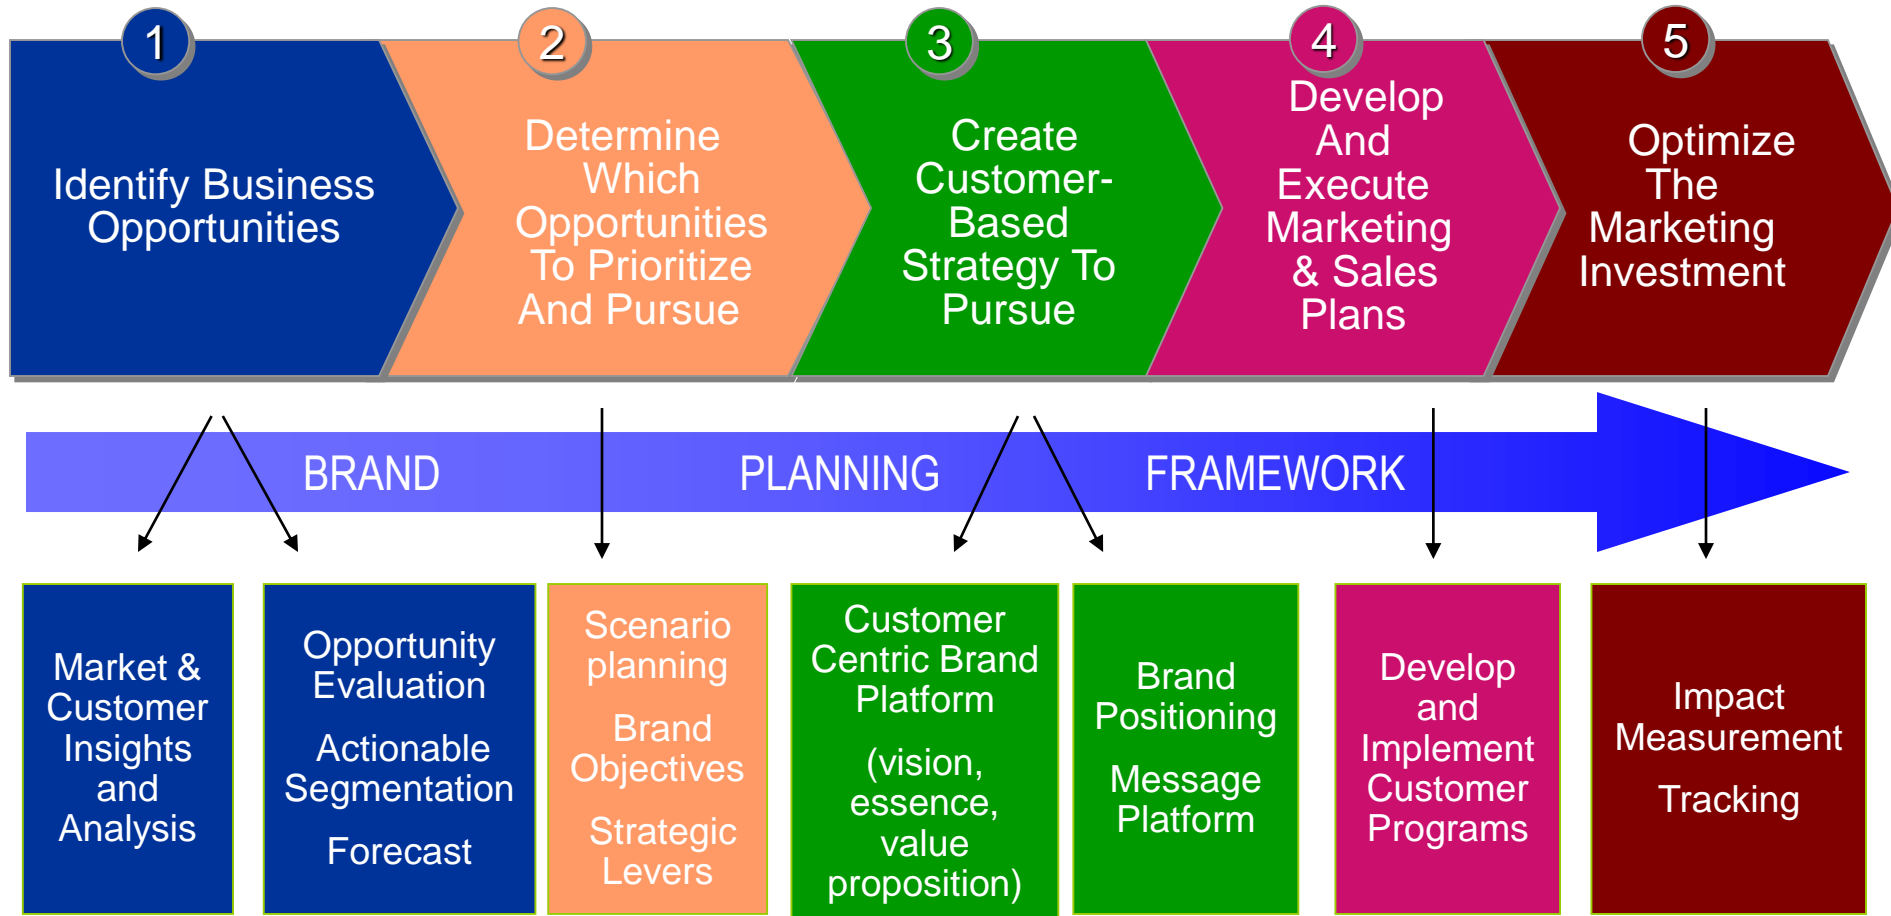 1
Identify Business
Opportunities
2
Determine
Which
Opportunities
To Prioritize
And Pursue
3
Create
Customer-
Based
Strategy To
Pursue
4
Develop
And
Execute
Marketing
& Sales
Plans
5
Optimize
The
Marketing
Investment
BRAND PLANNING FRAMEWORK
Market &
Customer
Insights
and
Analysis
Opportunity
Evaluation
Actionable
Segmentation
Forecast
Scenario
planning
Brand
Objectives
Strategic
Levers
Customer
Centric Brand
Platform
(vision,
essence,
value
proposition)
Brand
Positioning
Message
Platform
Develop
and
Implement
Customer
Programs
Impact
Measurement
Tracking